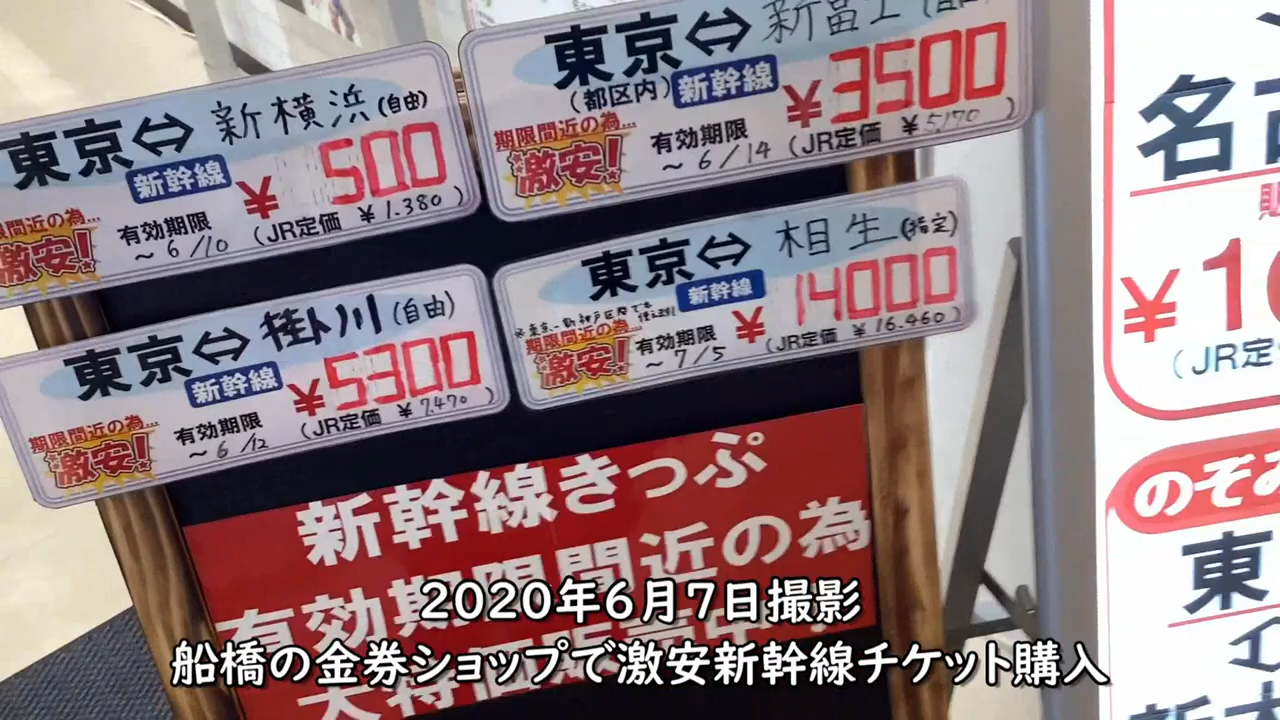 東京⇔新横浜(自由)
新幹線 ¥500
期限間近の為...
激安!
有効期限
~6/10
(JR定価 ¥1.380)
東京⇔新富士
(都区内) 新幹線 ¥3500
期限間近の為...
激安!
有効期限
~6/14
(JR定価 ¥5,170)
東京⇔掛川(自由)
新幹線 ¥5300
期限間近の為...
激安!
有効期限
~6/12
(JR定価 ¥7,470)
東京⇔相生(指定)
新幹線 ¥14000
期限間近の為...
激安!
有効期限
~7/5
(JR定価 ¥16.460)
新幹線きっぷ
有効期限間近の為
大特価販売中
名
¥1
(JR定
のぞみ
東
新
2020年6月7日撮影
船橋の金券ショップで激安新幹線チケット購入